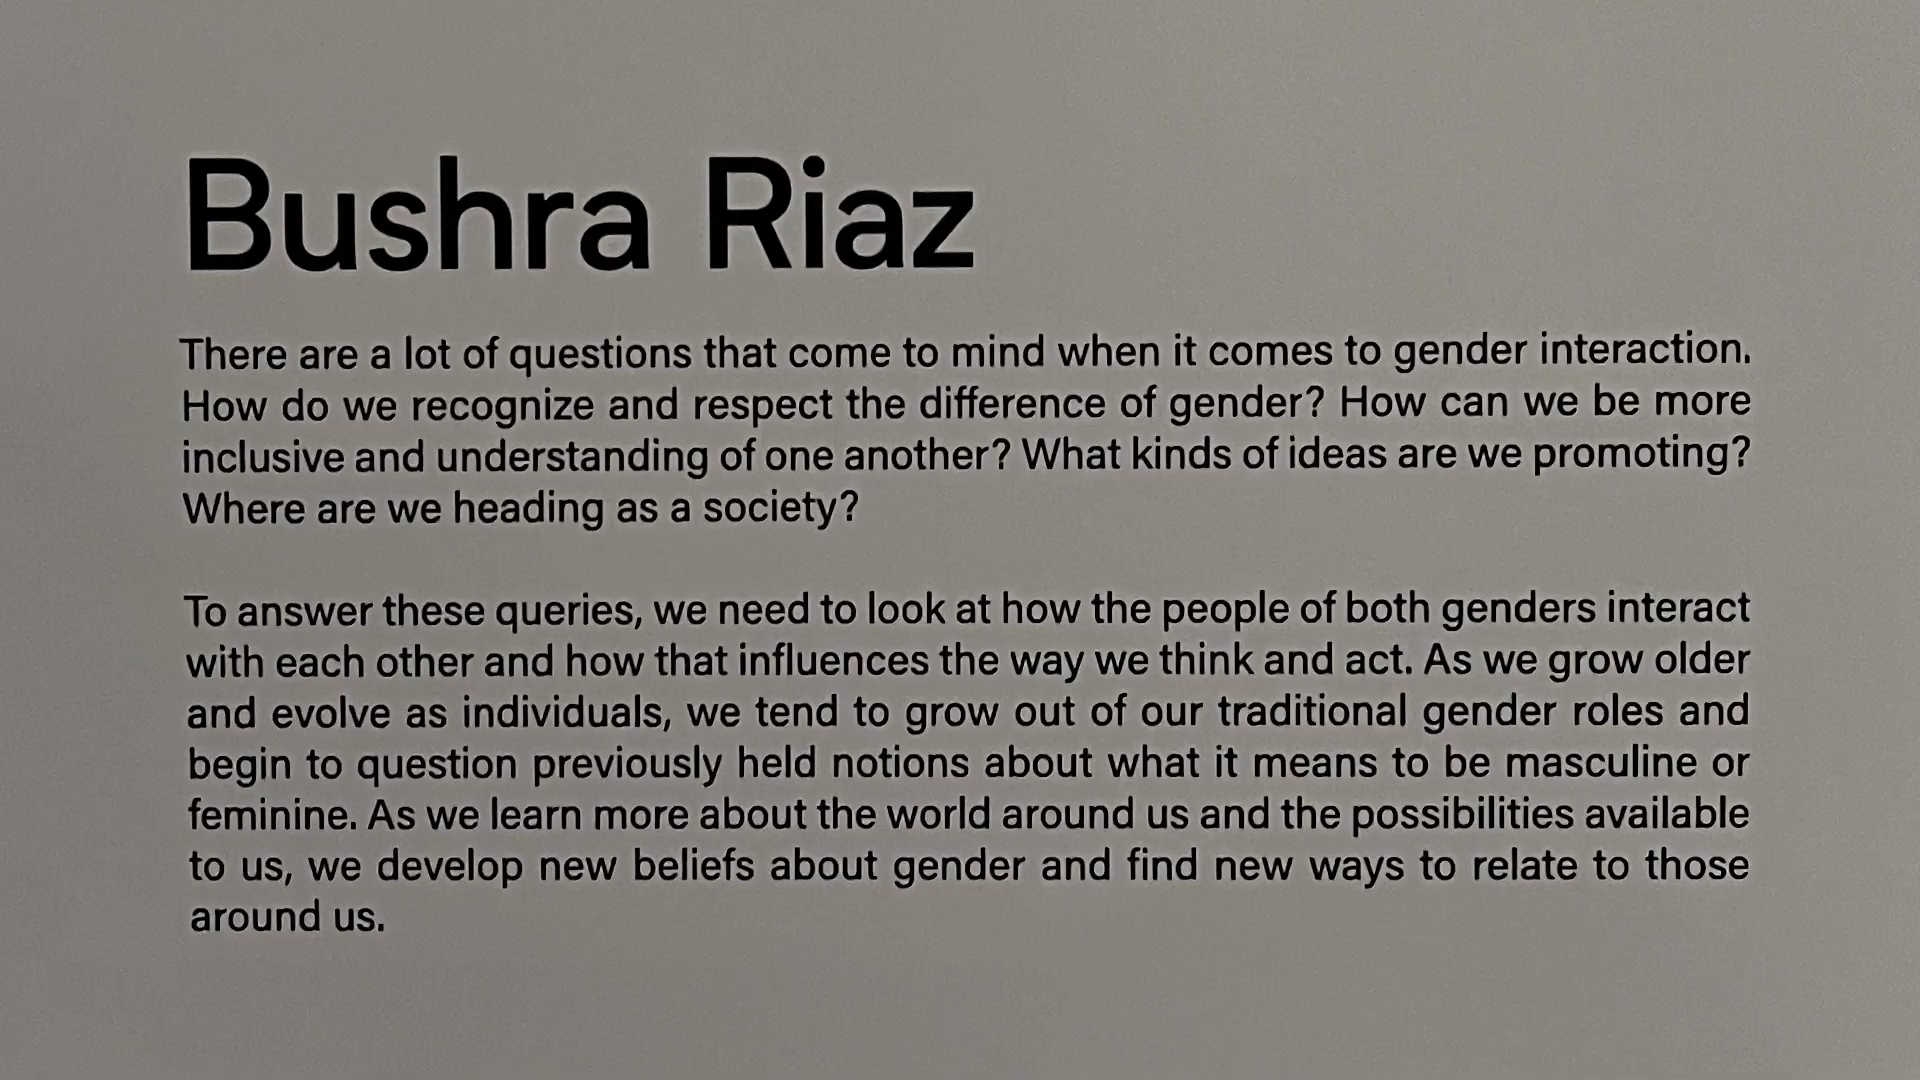 Bushra Riaz
There are a lot of questions that come to mind when it comes to gender interaction.
How do we recognize and respect the difference of gender? How can we be more
inclusive and understanding of one another? What kinds of ideas are we promoting?
Where are we heading as a society?
To answer these queries, we need to look at how the people of both genders interact
with each other and how that influences the way we think and act. As we grow older
and evolve as individuals, we tend to grow out of our traditional gender roles and
begin to question previously held notions about what it means to be masculine or
feminine. As we learn more about the world around us and the possibilities available
to us, we develop new beliefs about gender and find new ways to relate to those
around us.